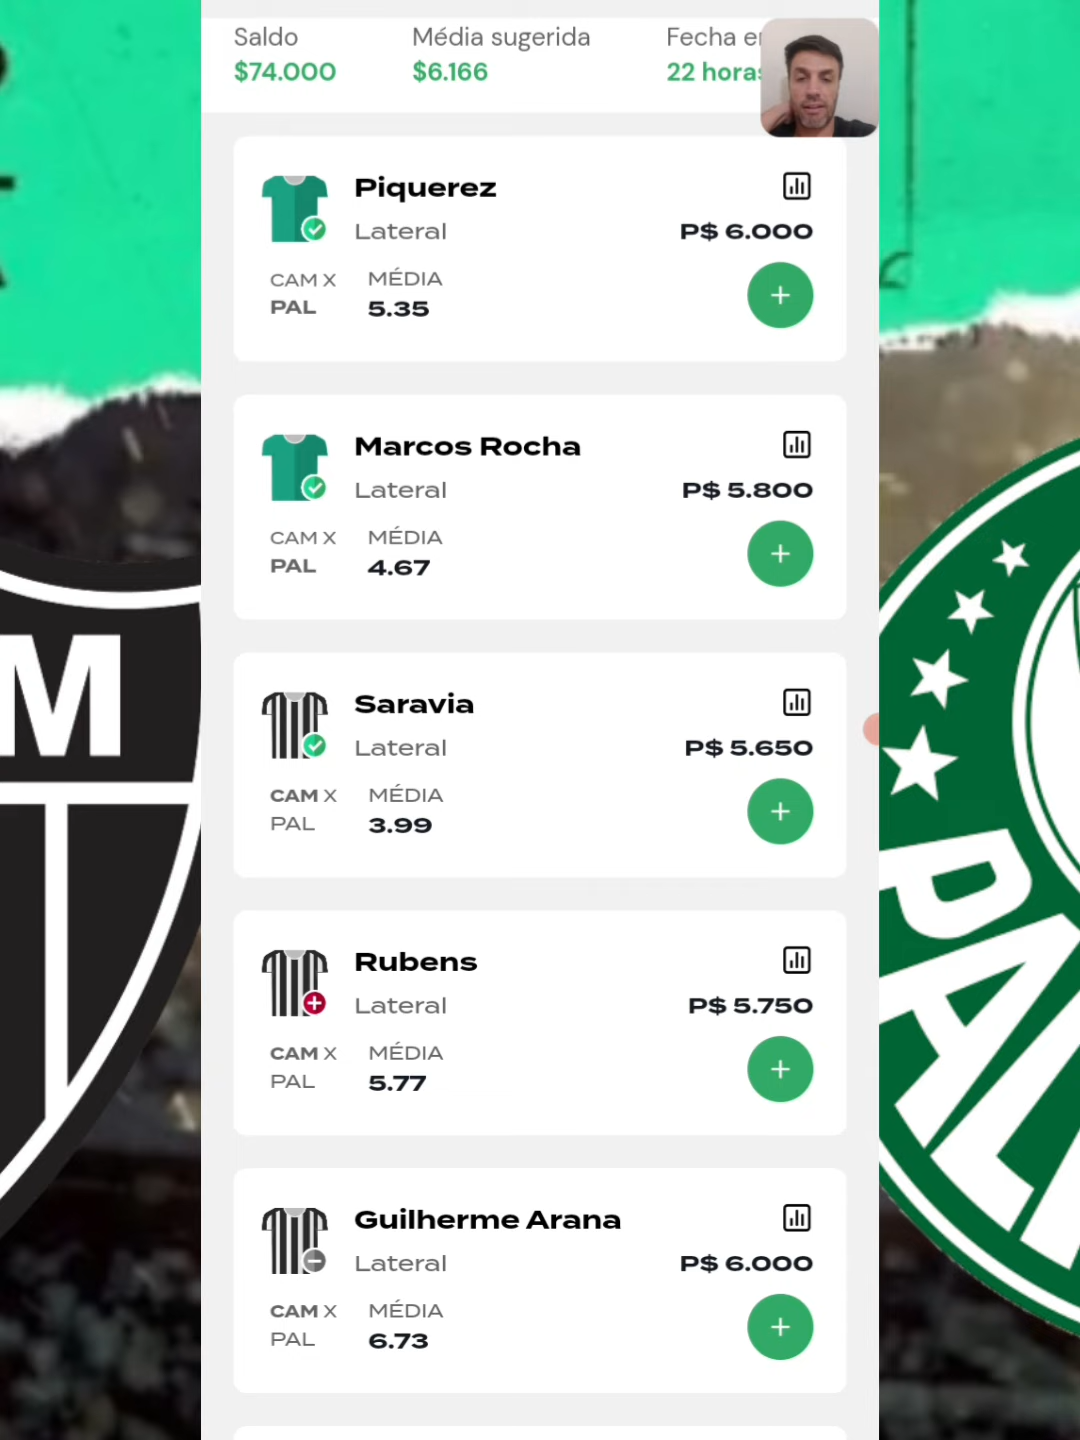 Saldo
Média sugerida
Fecha
$74.000
$6.166
22 horas
Piquerez
Lateral
P$ 6.000
CAM X
MÉDIA
PAL
5.35
Marcos Rocha
Lateral
P$ 5.800
CAM X
MÉDIA
PAL
4.67
Saravia
Lateral
P$ 5.650
CAM X
MÉDIA
PAL
3.99
Rubens
Lateral
P$ 5.750
CAM X
MÉDIA
PAL
5.77
Guilherme Arana
Lateral
P$ 6.000
CAM X
MÉDIA
PAL
6.73
M
PAL